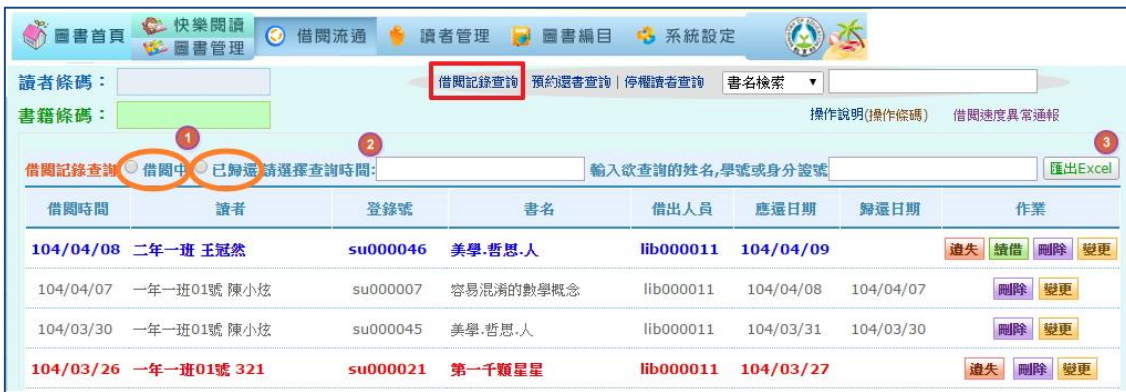 圖書首頁 快樂閱讀 圖書管理 借閱流通 讀者管理 圖書編目 系統設定
讀者條碼： 借閱記錄查詢 預約選書查詢 | 停權讀者查詢 書名檢索
書籍條碼： 操作說明(操作條碼) 借閱速度異常通報
1 2 3
借閱記錄查詢 借閱中 已歸還 請選擇查詢時間: 輸入欲查詢的姓名,學號或身分證號 匯出Excel
借閱時間 讀者 登錄號 書名 借出人員 應還日期 歸還日期 作業
104/04/08 二年一班 王冠然 su000046 美學.哲思.人 lib000011 104/04/09 遺失 續借 刪除 變更
104/04/07 一年一班01號 陳小炫 su000007 容易混淆的數學概念 lib000011 104/04/08 104/04/07 刪除 變更
104/03/30 一年一班01號 陳小炫 su000045 美學.哲思.人 lib000011 104/03/31 104/03/30 刪除 變更
104/03/26 一年一班01號 321 su000021 第一千顆星星 lib000011 104/03/27 遺失 刪除 變更